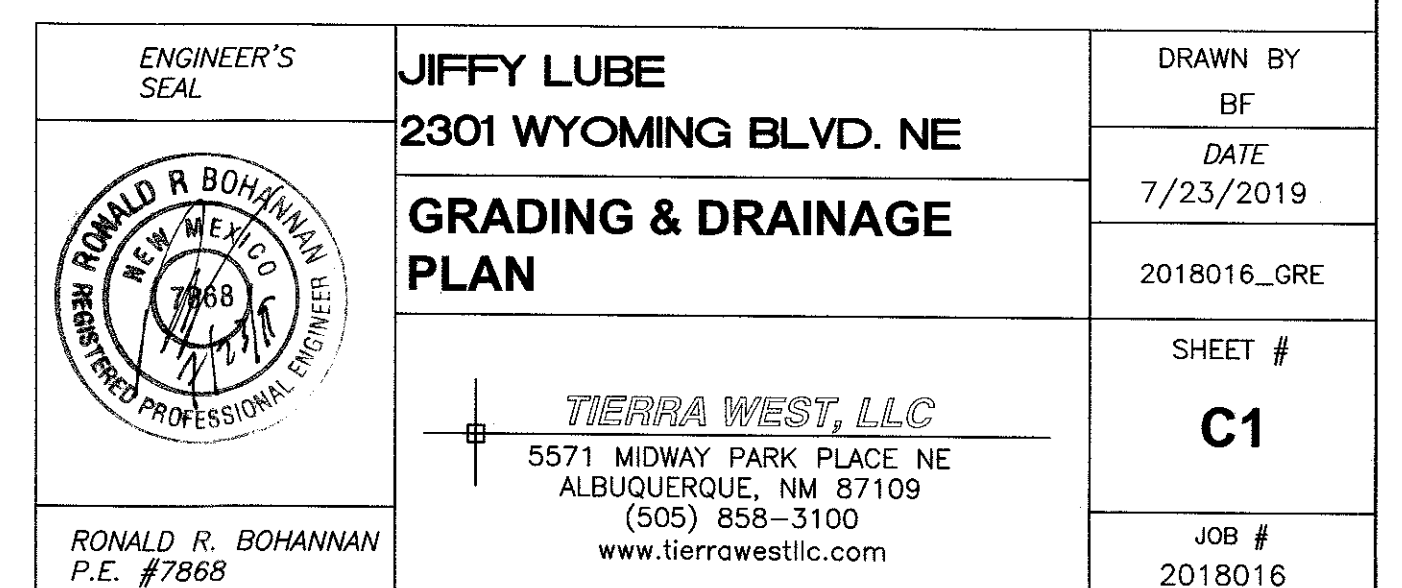 ENGINEER'S
SEAL
RONALD R BOHANNAN
NEW MEXICO
7868
REGISTERED PROFESSIONAL ENGINEER
RONALD R. BOHANNAN
P.E. #7868
JIFFY LUBE
2301 WYOMING BLVD. NE
GRADING & DRAINAGE
PLAN
TIERRA WEST, LLC
5571 MIDWAY PARK PLACE NE
ALBUQUERQUE, NM 87109
(505) 858-3100
www.tierrawestllc.com
DRAWN BY
BF
DATE
7/23/2019
2018016_GRE
SHEET #
C1
JOB #
2018016